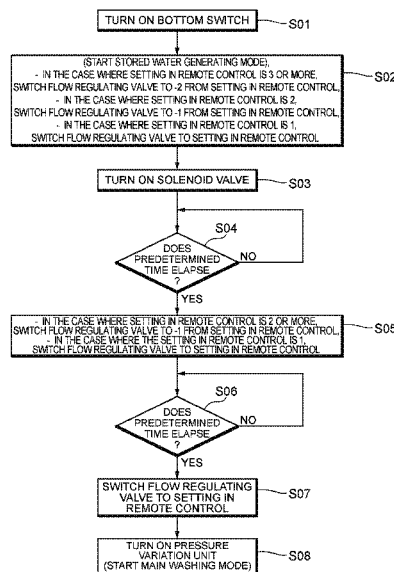 TURN ON BOTTOM SWITCH
S01
(START STORED WATER GENERATING MODE),
- IN THE CASE WHERE SETTING IN REMOTE CONTROL IS 3 OR MORE,
SWITCH FLOW REGULATING VALVE TO -2 FROM SETTING IN REMOTE CONTROL,
- IN THE CASE WHERE SETTING IN REMOTE CONTROL IS 2,
SWITCH FLOW REGULATING VALVE TO -1 FROM SETTING IN REMOTE CONTROL,
- IN THE CASE WHERE SETTING IN REMOTE CONTROL IS 1,
SWITCH FLOW REGULATING VALVE TO SETTING IN REMOTE CONTROL
S02
TURN ON SOLENOID VALVE
S03
S04
DOES
PREDETERMINED
TIME ELAPSE
?
NO
YES
- IN THE CASE WHERE SETTING IN REMOTE CONTROL IS 2 OR MORE,
SWITCH FLOW REGULATING VALVE TO -1 FROM SETTING IN REMOTE CONTROL,
- IN THE CASE WHERE THE SETTING IN REMOTE CONTROL IS 1,
SWITCH FLOW REGULATING VALVE TO SETTING IN REMOTE CONTROL
S05
S06
DOES
PREDETERMINED
TIME ELAPSE
?
NO
YES
SWITCH FLOW REGULATING
VALVE TO SETTING IN
REMOTE CONTROL
S07
TURN ON PRESSURE
VARIATION UNIT
(START MAIN WASHING MODE)
S08